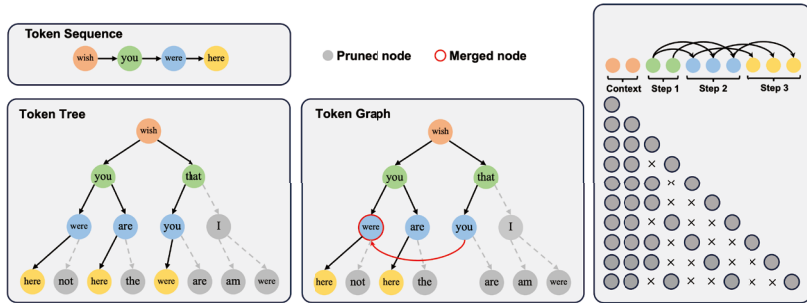 Token Sequence
wish you were here
Pruned node Merged node
Token Tree
wish
you that
were are you I
here not here the were are am were
Token Graph
wish
you that
were are you I
here not here the are am were
Context Step 1 Step 2 Step 3